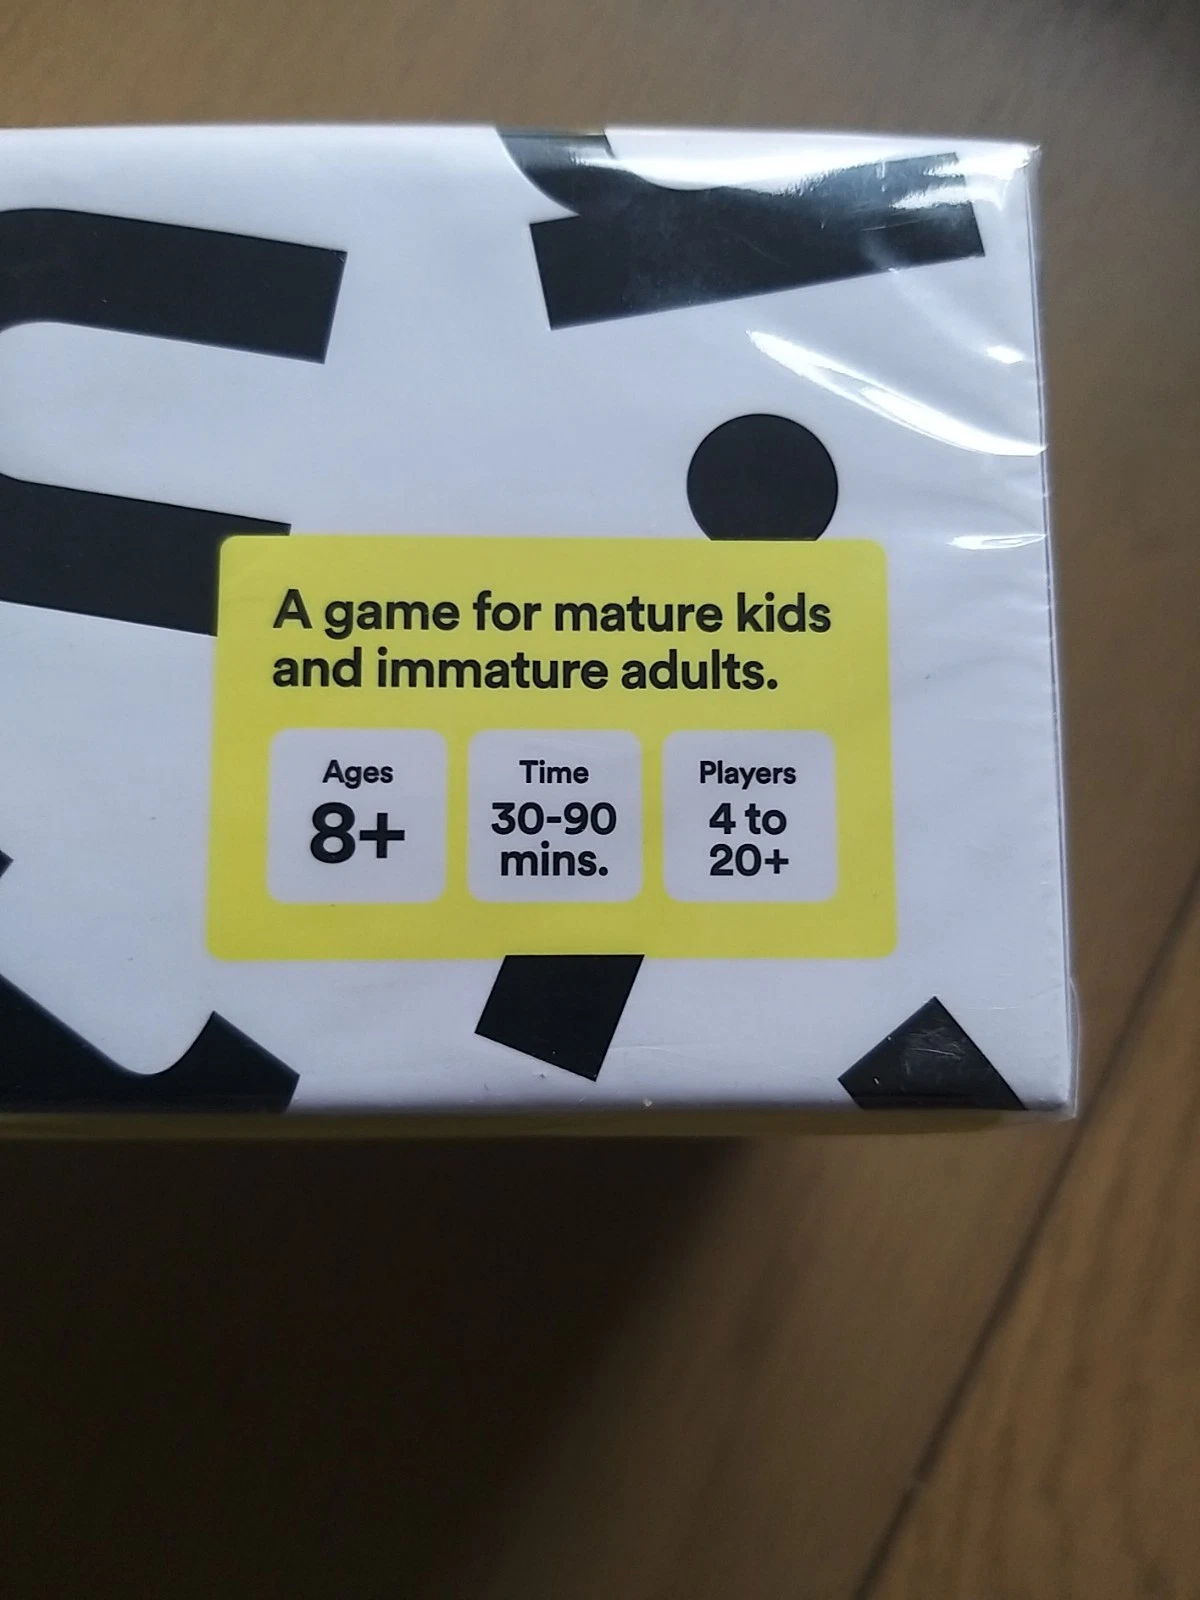 A game for mature kids
and immature adults.
Ages
8+
Time
30-90
mins.
Players
4 to
20+